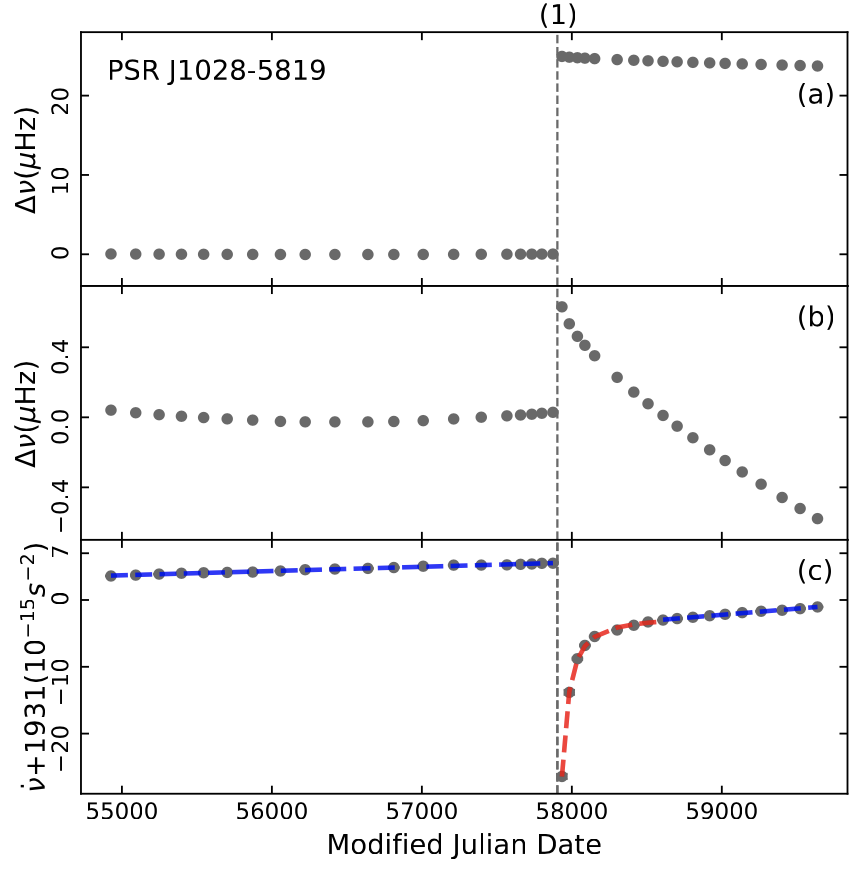 (1)
PSR J1028-5819
(a)
20
10
0
Δν(μHz)
(b)
0.4
0.0
−0.4
Δν(μHz)
(c)
7
0
−10
−20
ν̇+1931(10⁻¹⁵s⁻²)
55000 56000 57000 58000 59000
Modified Julian Date